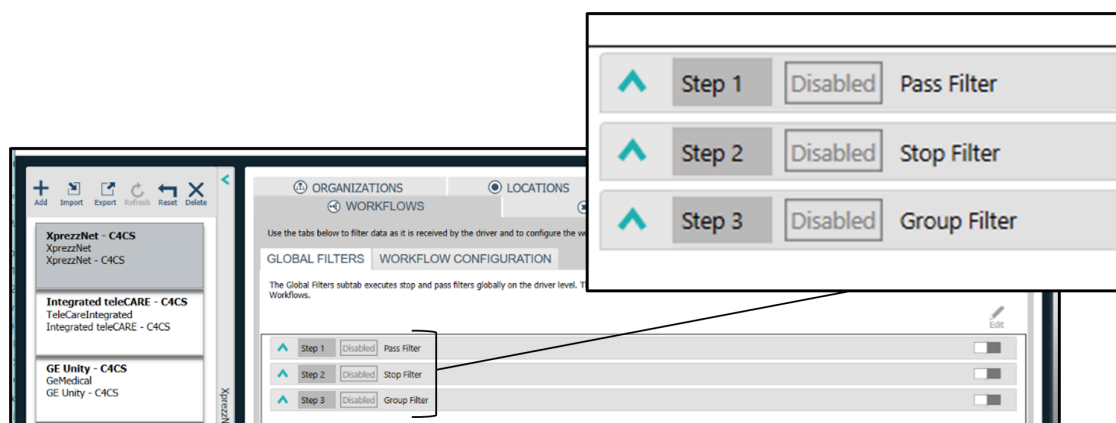 Step 1 Disabled Pass Filter
Step 2 Disabled Stop Filter
Step 3 Disabled Group Filter
Add Import Export Refresh Reset Delete
XprezzNet - C4CS
XprezzNet
XprezzNet - C4CS
Integrated teleCARE - C4CS
TeleCareIntegrated
Integrated teleCARE - C4CS
GE Unity - C4CS
GeMedical
GE Unity - C4CS
ORGANIZATIONS LOCATIONS
WORKFLOWS
Use the tabs below to filter data as it is received by the driver and to configure the
GLOBAL FILTERS WORKFLOW CONFIGURATION
The Global Filters subtab executes stop and pass filters globally on the driver level.
Workflows.
Edit
Step 1 Disabled Pass Filter
Step 2 Disabled Stop Filter
Step 3 Disabled Group Filter